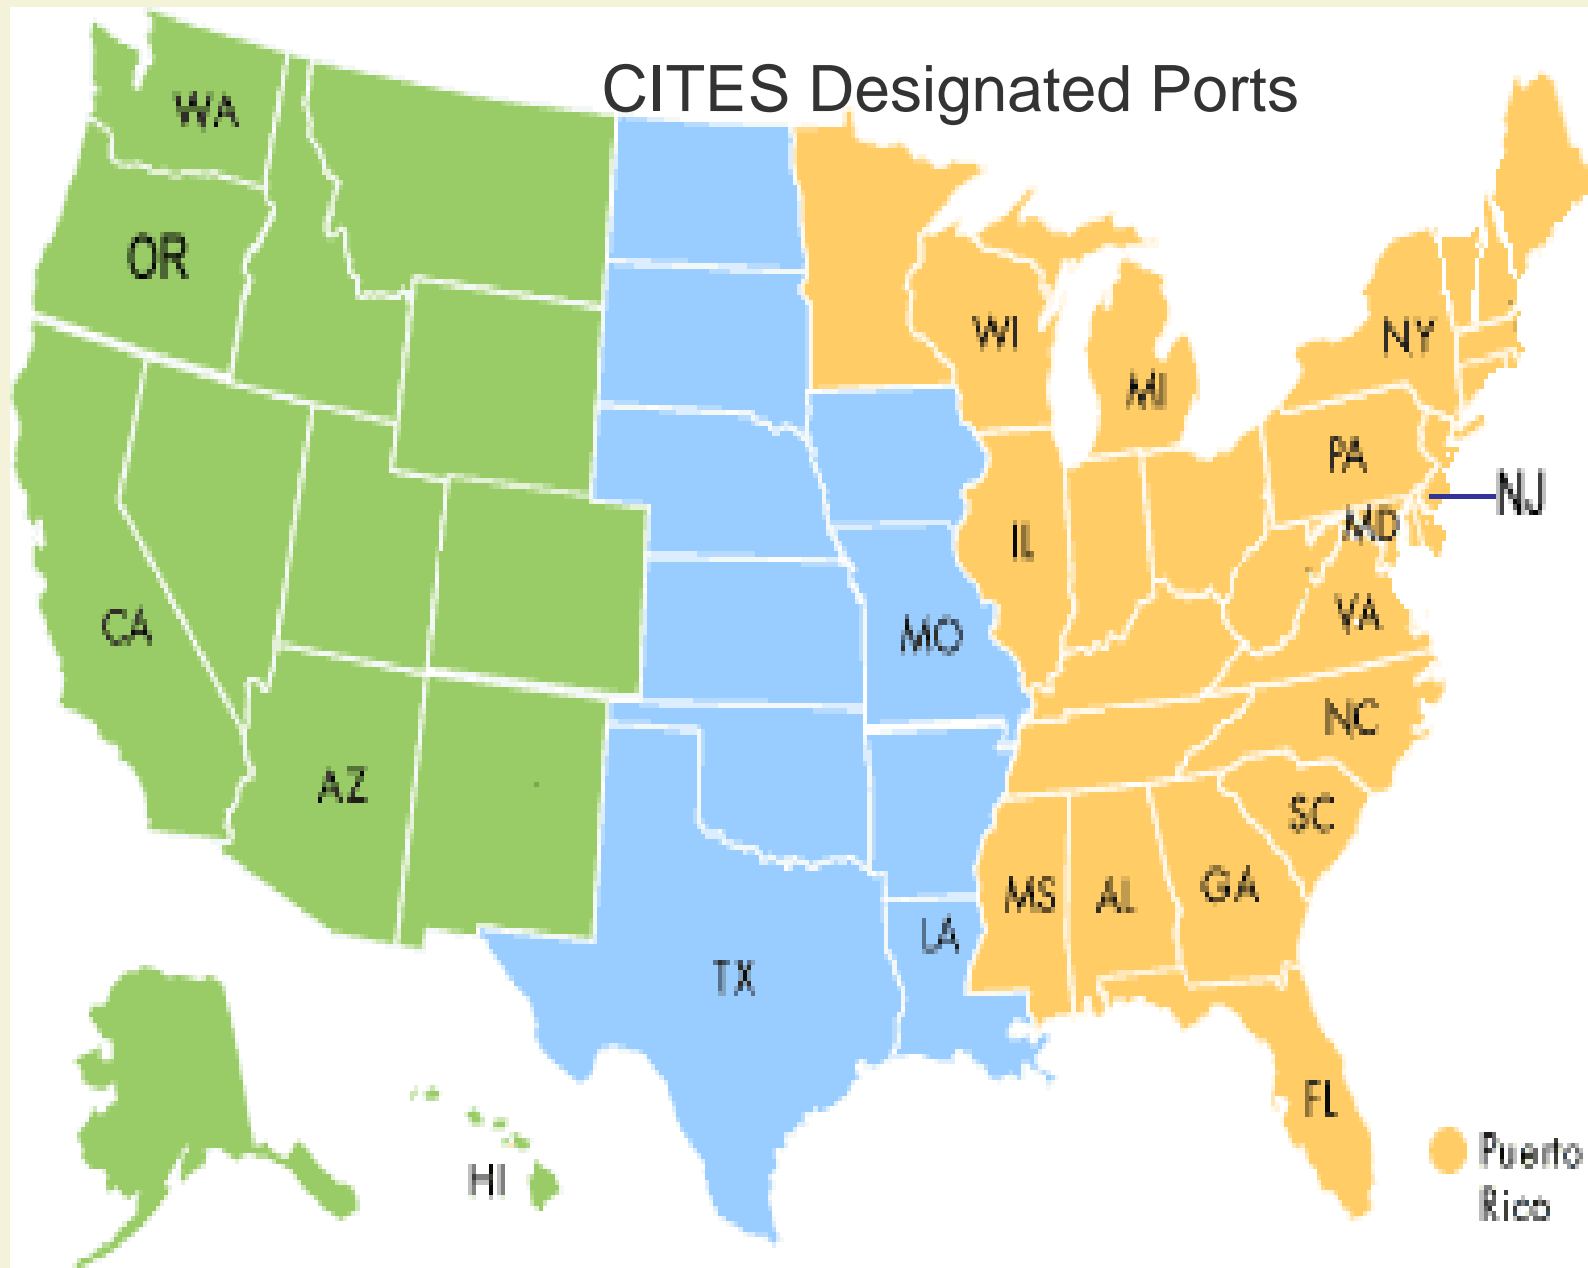 CITES Designated Ports
WA
OR
WI
NY
MI
PA
NJ
MD
IL
CA
VA
MO
NC
AZ
SC
GA
MS
AL
LA
TX
FL
HI
Puerto
Rico